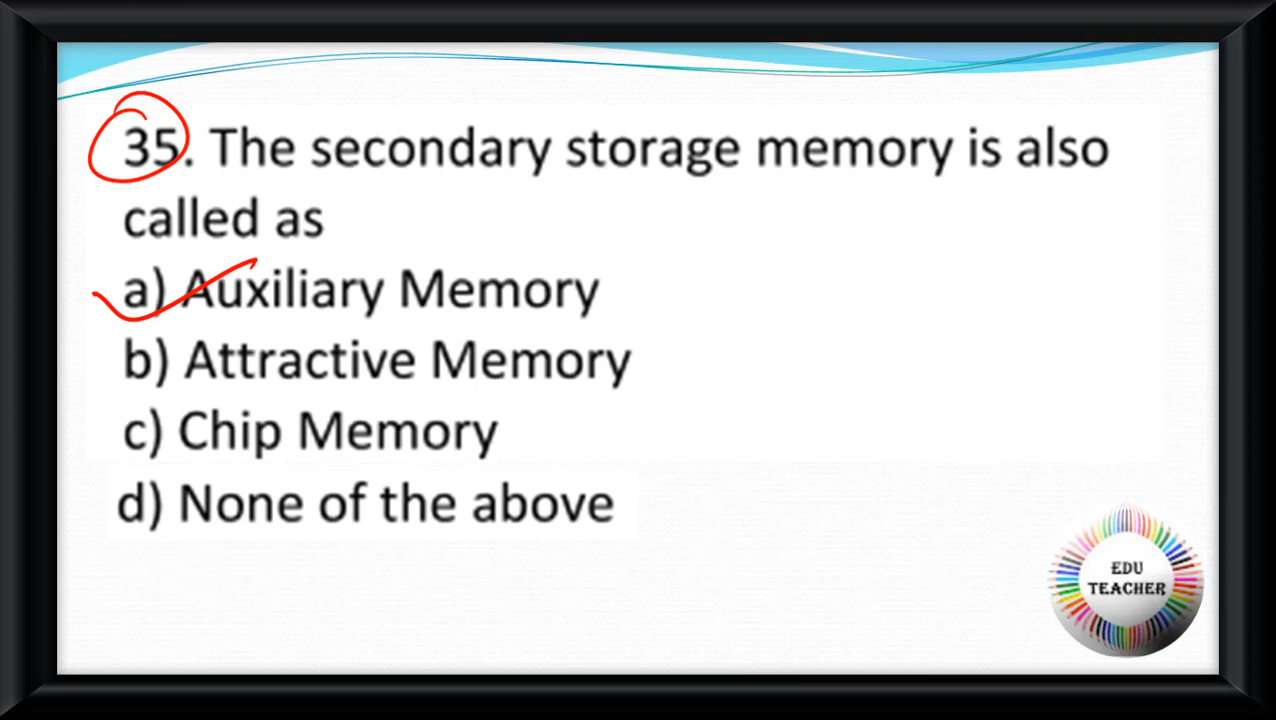 35. The secondary storage memory is also
called as
a) Auxiliary Memory
b) Attractive Memory
c) Chip Memory
d) None of the above
EDU
TEACHER